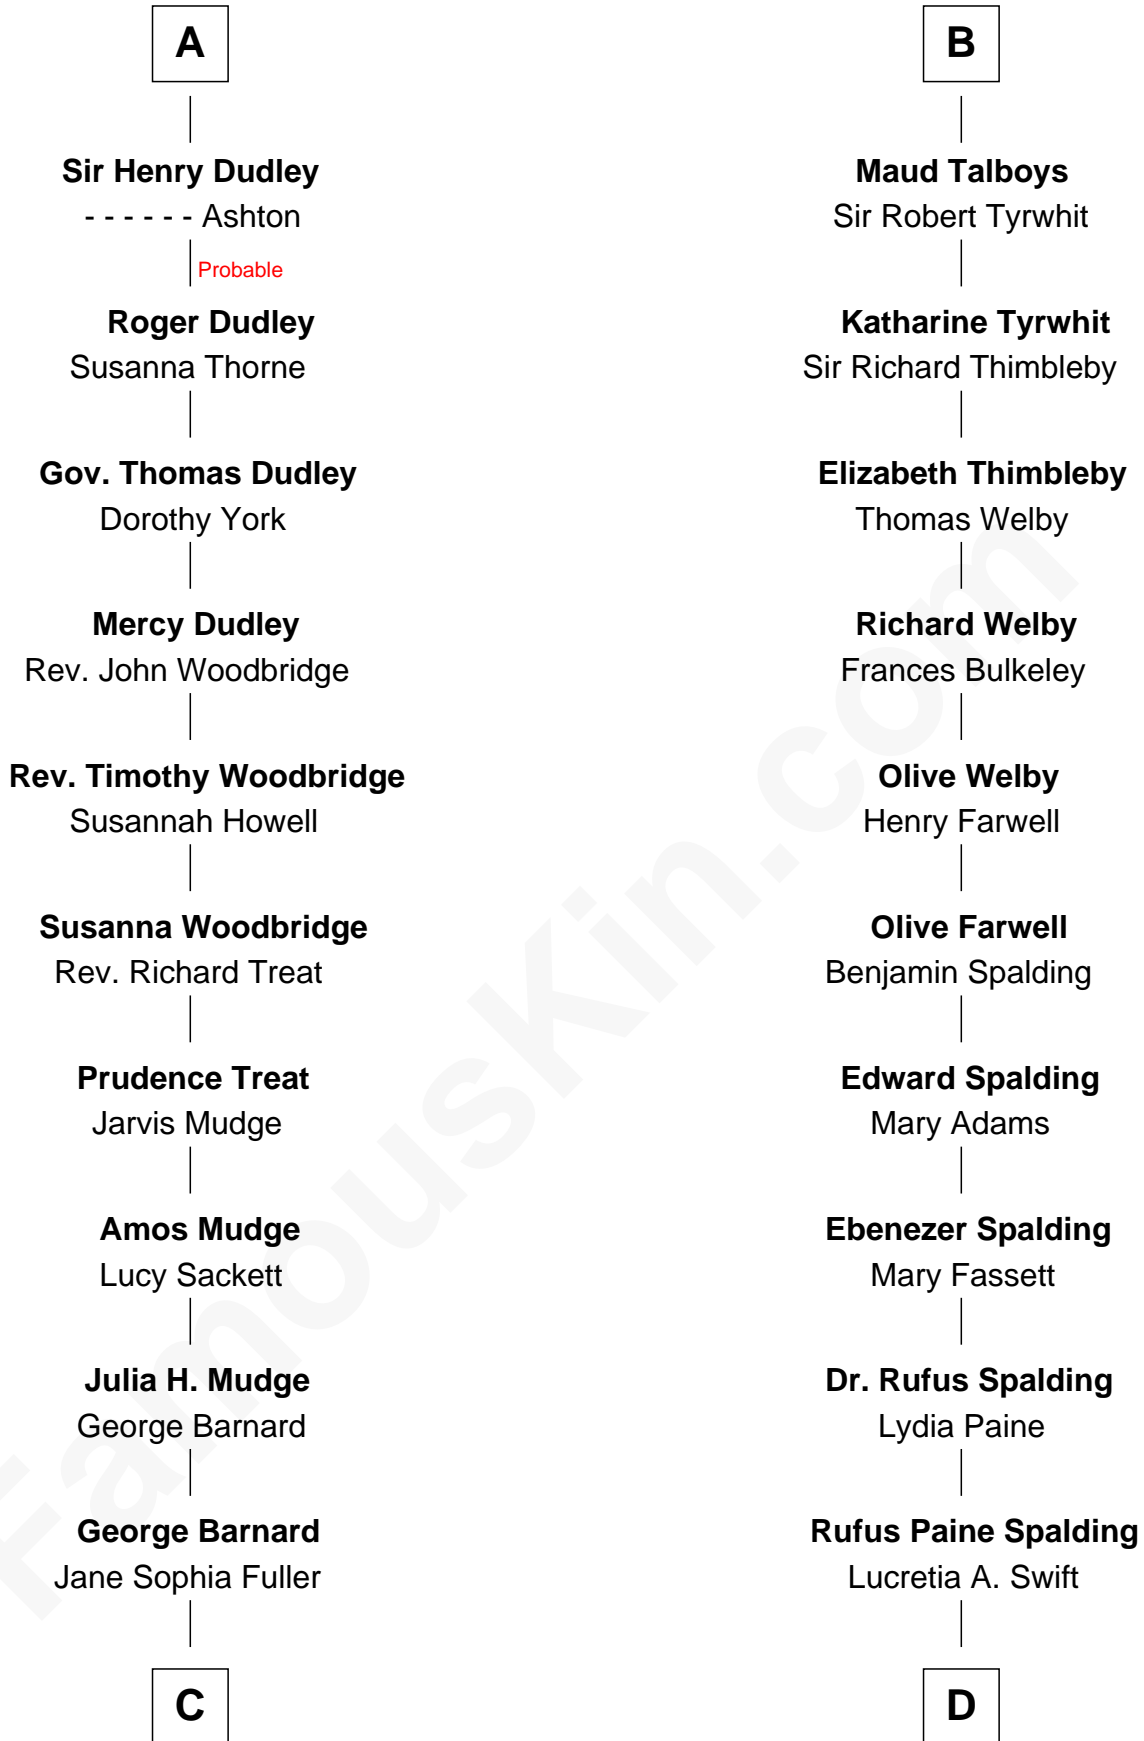 A
Sir Henry Dudley
- - - - - - Ashton
Probable
Roger Dudley
Susanna Thorne
Gov. Thomas Dudley
Dorothy York
Mercy Dudley
Rev. John Woodbridge
Rev. Timothy Woodbridge
Susannah Howell
Susanna Woodbridge
Rev. Richard Treat
Prudence Treat
Jarvis Mudge
Amos Mudge
Lucy Sackett
Julia H. Mudge
George Barnard
George Barnard
Jane Sophia Fuller
C
B
Maud Talboys
Sir Robert Tyrwhit
Katharine Tyrwhit
Sir Richard Thimbleby
Elizabeth Thimbleby
Thomas Welby
Richard Welby
Frances Bulkeley
Olive Welby
Henry Farwell
Olive Farwell
Benjamin Spalding
Edward Spalding
Mary Adams
Ebenezer Spalding
Mary Fassett
Dr. Rufus Spalding
Lydia Paine
Rufus Paine Spalding
Lucretia A. Swift
D
FamousKin.com